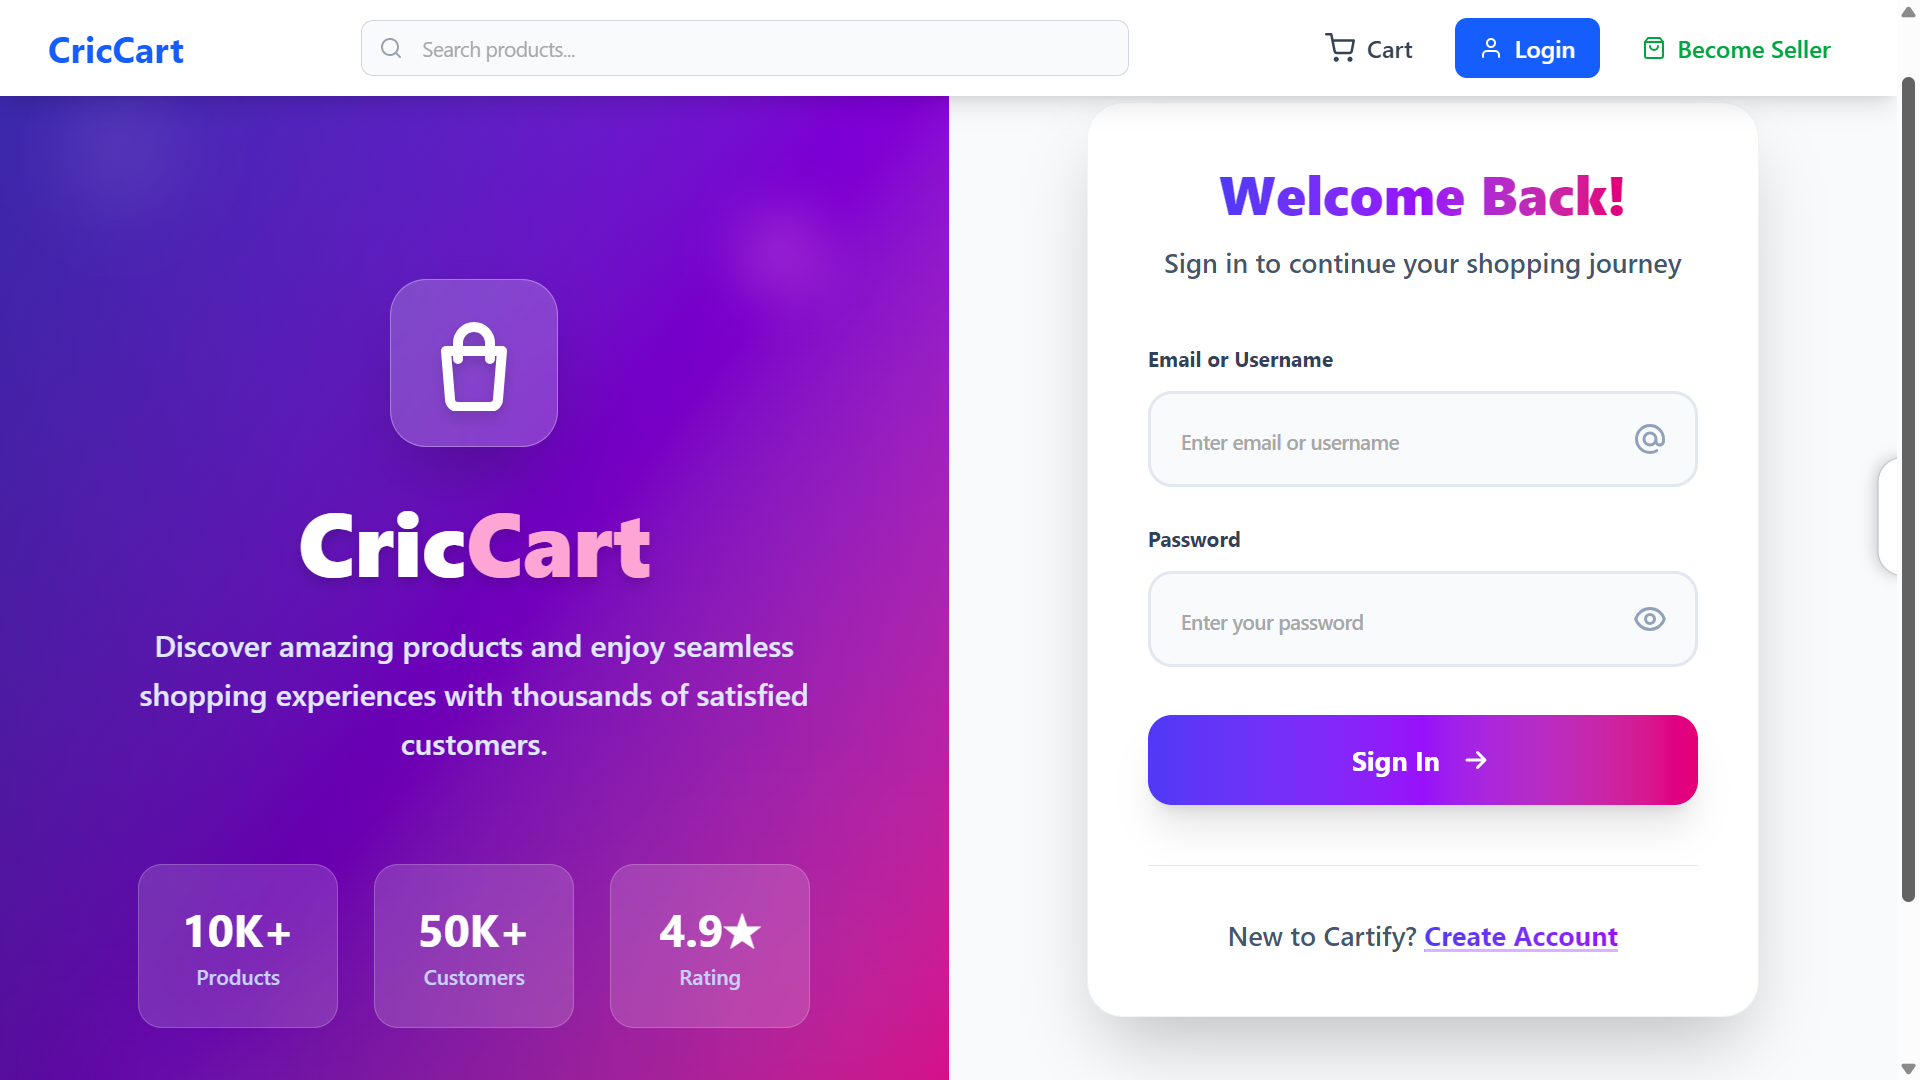 CricCart
Search products...
Cart
Login
Become Seller
CricCart
Discover amazing products and enjoy seamless
shopping experiences with thousands of satisfied
customers.
10K+
Products
50K+
Customers
4.9★
Rating
Welcome Back!
Sign in to continue your shopping journey
Email or Username
Enter email or username
Password
Enter your password
Sign In →
New to Cartify? Create Account